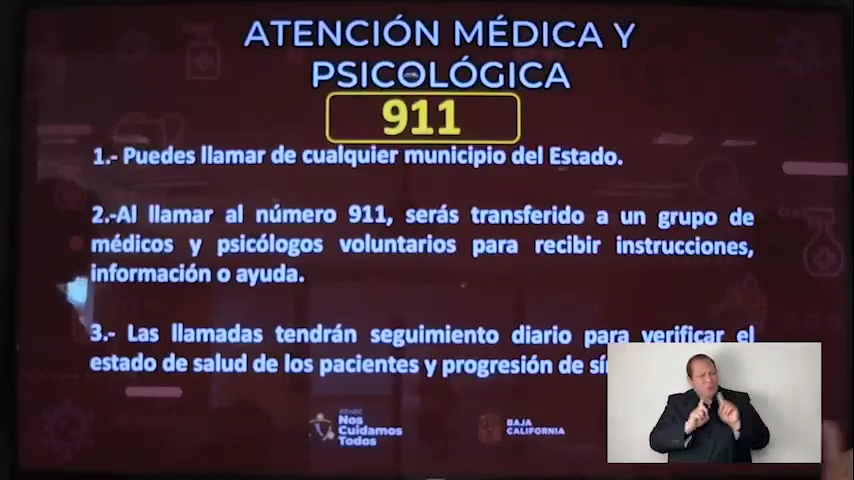 ATENCIÓN MÉDICA Y
PSICOLÓGICA
911
1.- Puedes llamar de cualquier municipio del Estado.
2.-Al llamar al número 911, serás transferido a un grupo de
médicos y psicólogos voluntarios para recibir instrucciones,
información o ayuda.
3.- Las llamadas tendrán seguimiento diario para verificar el
estado de salud de los pacientes y progresión de
Nos
Cuidamos
Todos
BAJA
CALIFORNIA